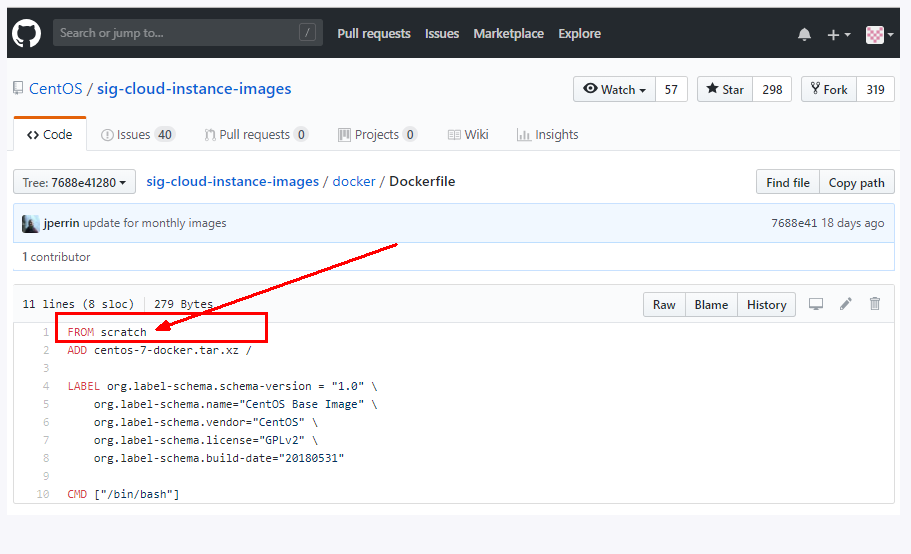 Search or jump to... / Pull requests Issues Marketplace Explore
CentOS / sig-cloud-instance-images Watch 57 Star 298 Fork 319
Code Issues 40 Pull requests 0 Projects 0 Wiki Insights
Tree: 7688e41280 sig-cloud-instance-images / docker / Dockerfile Find file Copy path
jperrin update for monthly images 7688e41 18 days ago
1 contributor
11 lines (8 sloc) 279 Bytes Raw Blame History
1 FROM scratch
2 ADD centos-7-docker.tar.xz /
3
4 LABEL org.label-schema.schema-version = "1.0" \
5 org.label-schema.name="CentOS Base Image" \
6 org.label-schema.vendor="CentOS" \
7 org.label-schema.license="GPLv2" \
8 org.label-schema.build-date="20180531"
9
10 CMD ["/bin/bash"]